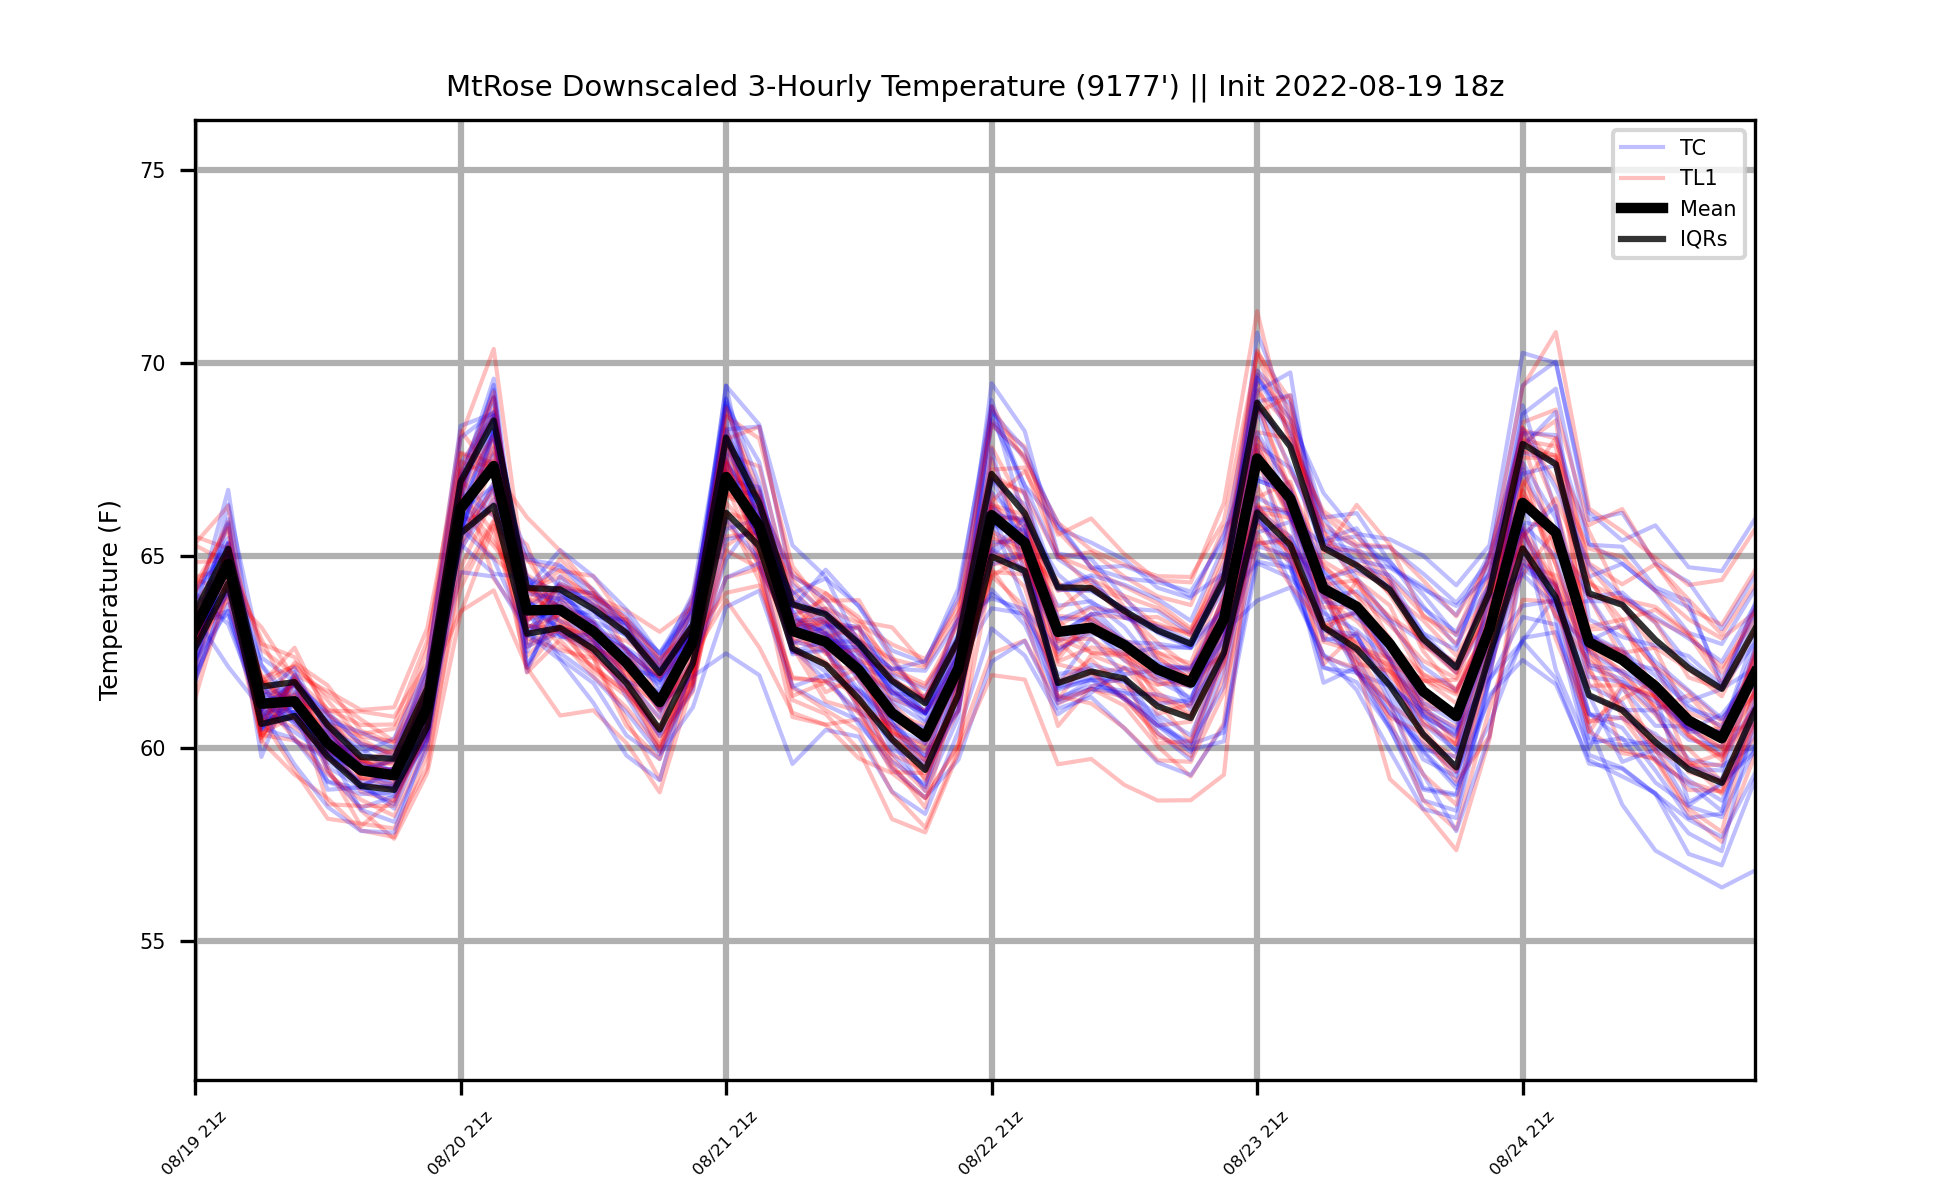 MtRose Downscaled 3-Hourly Temperature (9177') || Init 2022-08-19 18z
TC
TL1
Mean
IQRs
Temperature (F)
75
70
65
60
55
08/19 21z
08/20 21z
08/21 21z
08/22 21z
08/23 21z
08/24 21z